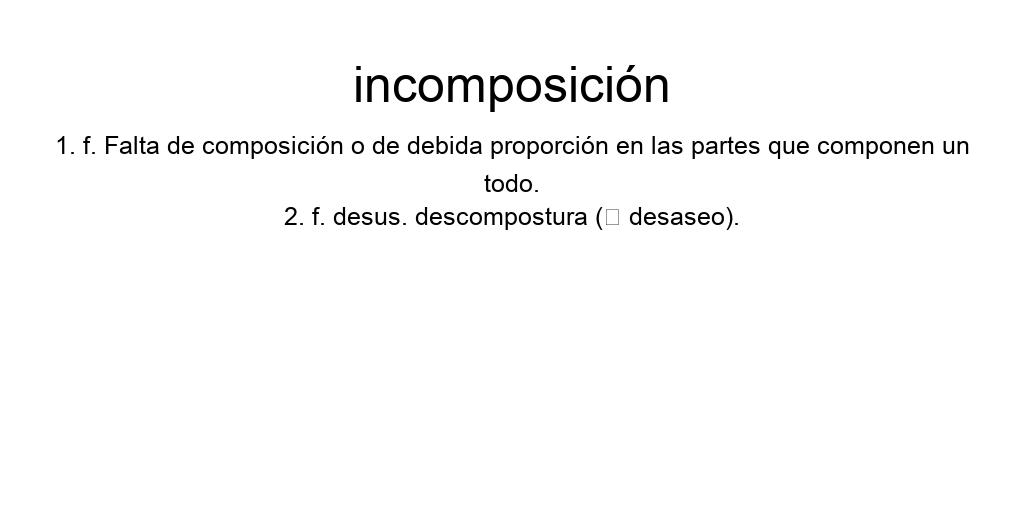 incomposición
1. f. Falta de composición o de debida proporción en las partes que componen un
todo.
2. f. desus. descompostura (□ desaseo).